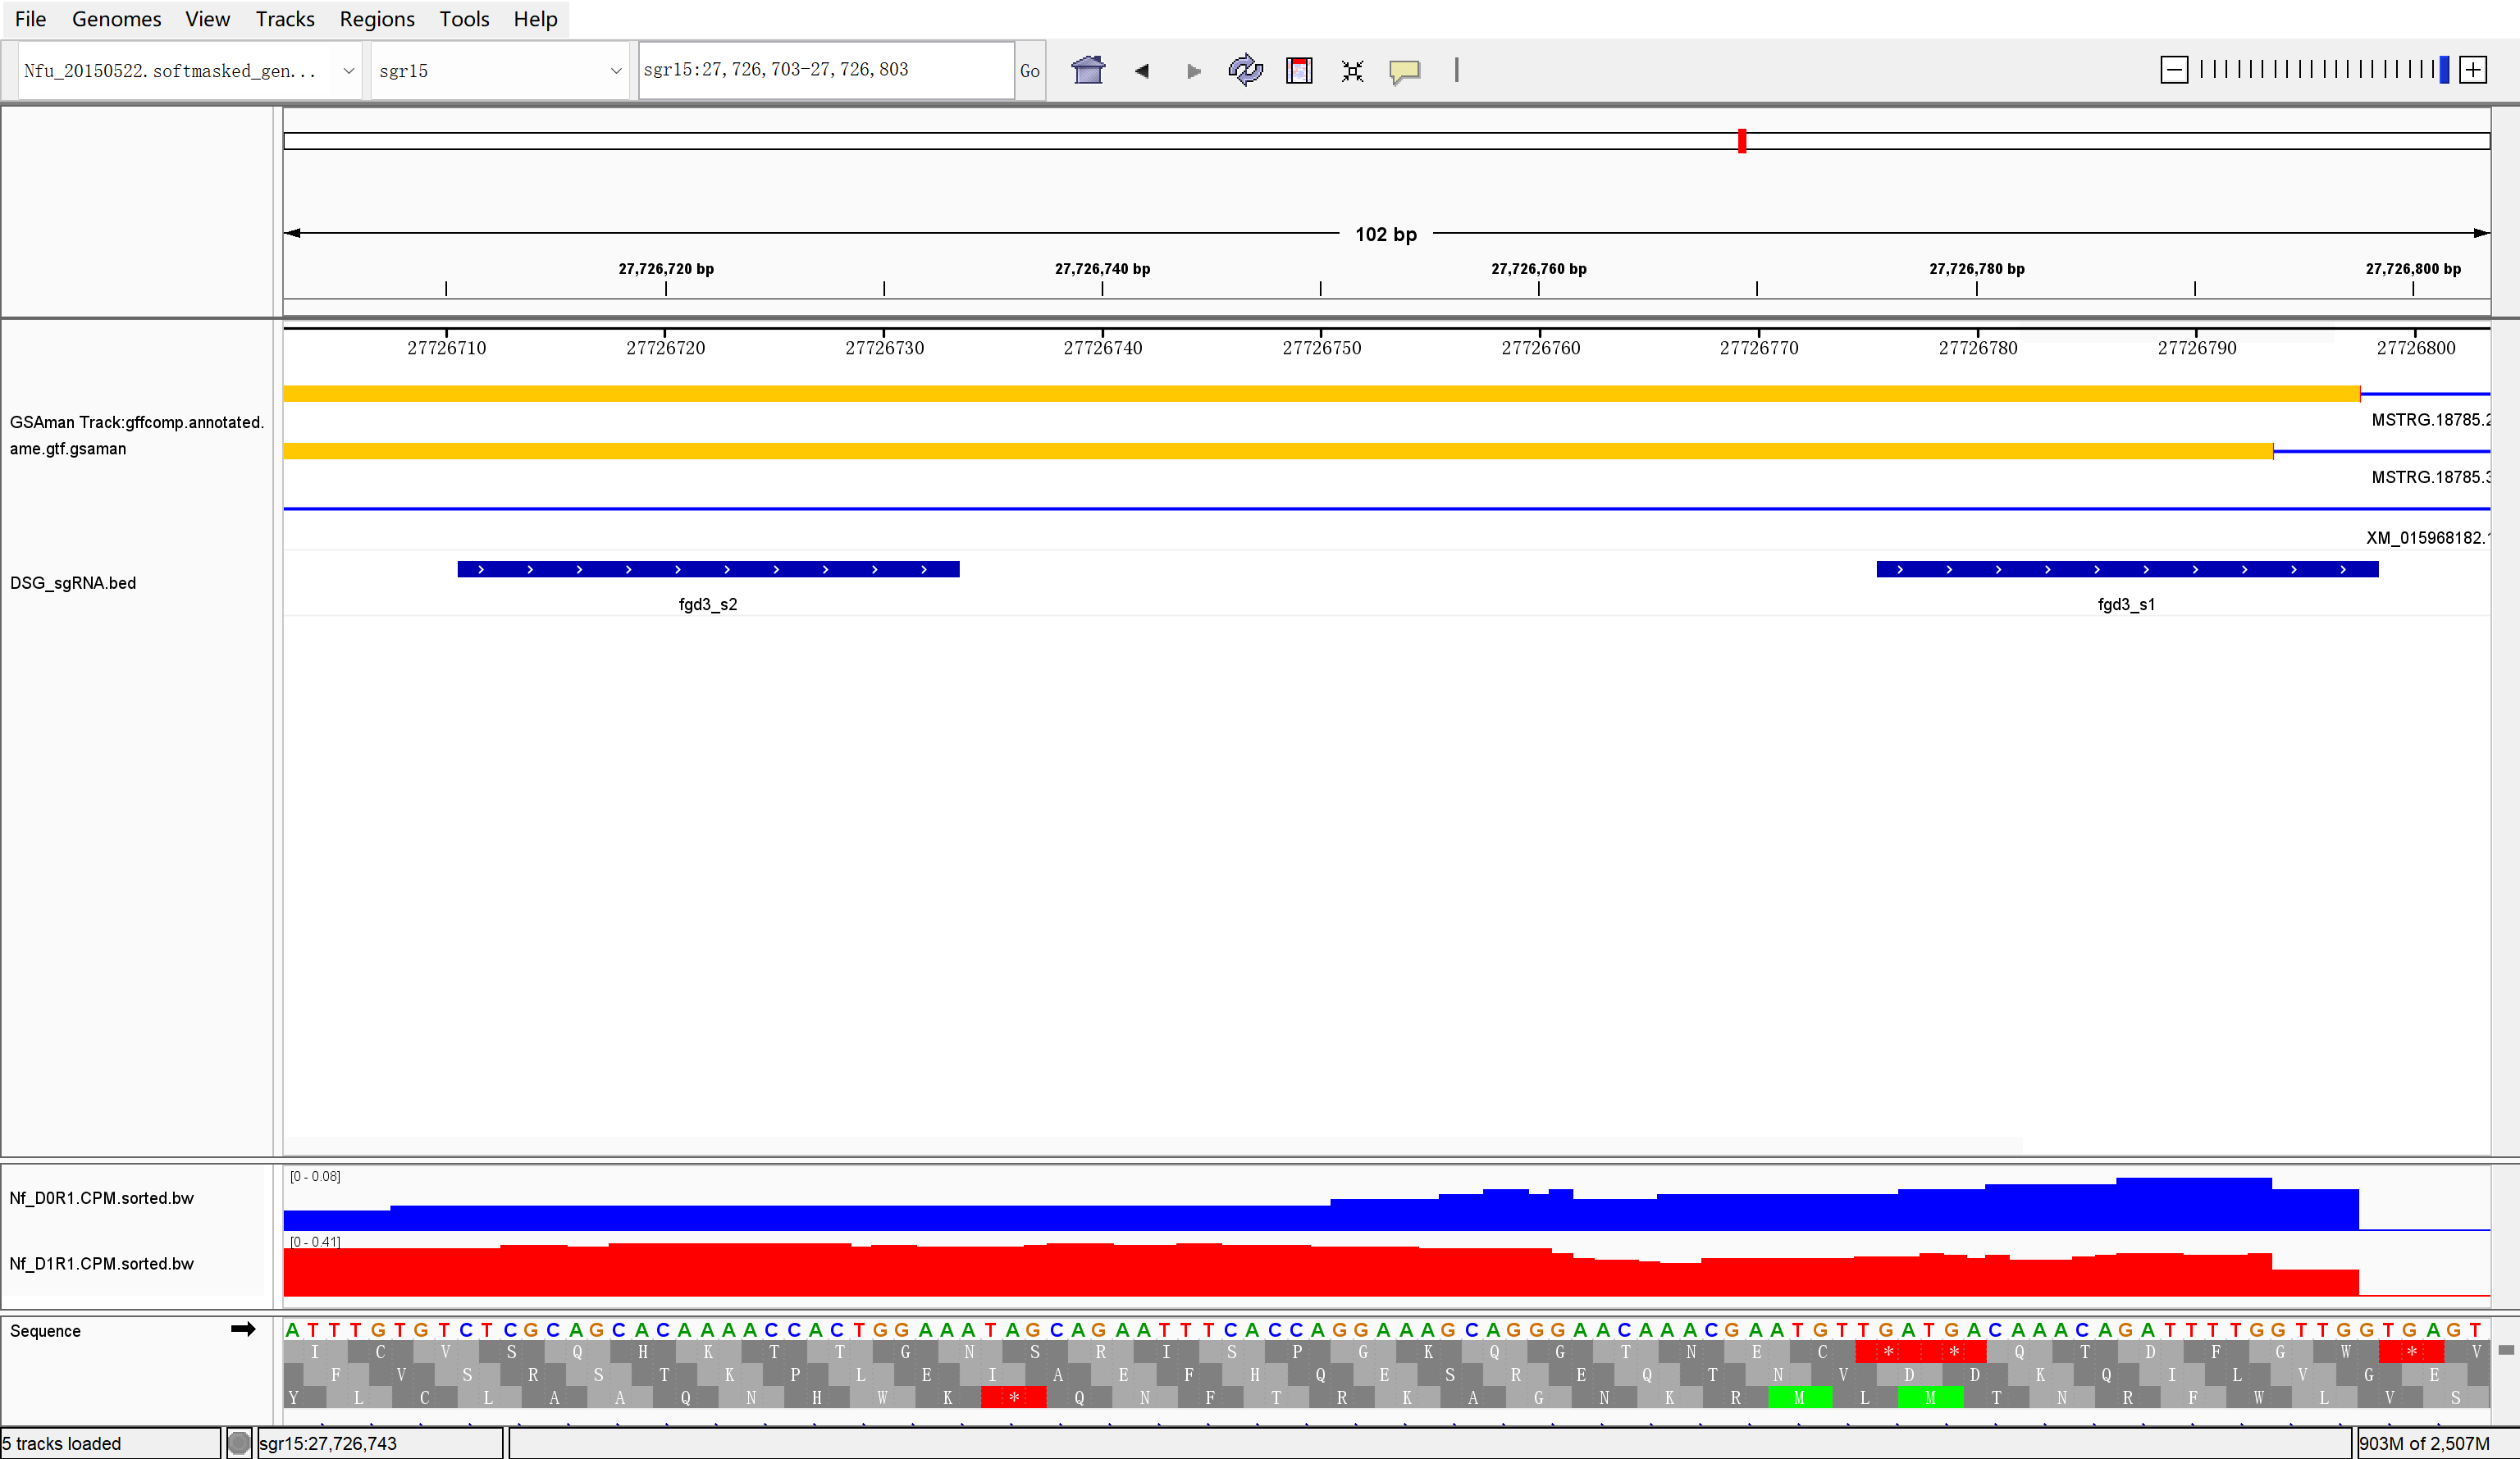 File Genomes View Tracks Regions Tools Help
Nfu_20150522.softmasked_gen... sgr15 sgr15:27,726,703-27,726,803 Go
102 bp
27,726,720 bp 27,726,740 bp 27,726,760 bp 27,726,780 bp 27,726,800 bp
27726710 27726720 27726730 27726740 27726750 27726760 27726770 27726780 27726790 27726800
GSAman Track:gffcomp.annotated.
ame.gtf.gsaman
MSTRG.18785.2
MSTRG.18785.3
XM_015968182.1
DSG_sgRNA.bed
fgd3_s2 fgd3_s1
[0 - 0.08]
Nf_D0R1.CPM.sorted.bw
[0 - 0.41]
Nf_D1R1.CPM.sorted.bw
Sequence
ATTTGTGTCTCGCAGCACAAAACCACTGGAAATAGCAGAATTTCACCAGGAAAGCAGGGAACAAACGAATGTTGATGACAAACAGATTTTGGTTGGTGAGT
I C V S Q H K T T G N S R I S P G K Q G T N E C * * Q T D F G W * V
F V S R S T K P L E I A E F H Q E S R E Q T N V D D K Q I L V G E
Y L C L A A Q N H W K * Q N F T R K A G N K R M L M T N R F W L V S
5 tracks loaded sgr15:27,726,743 903M of 2,507M